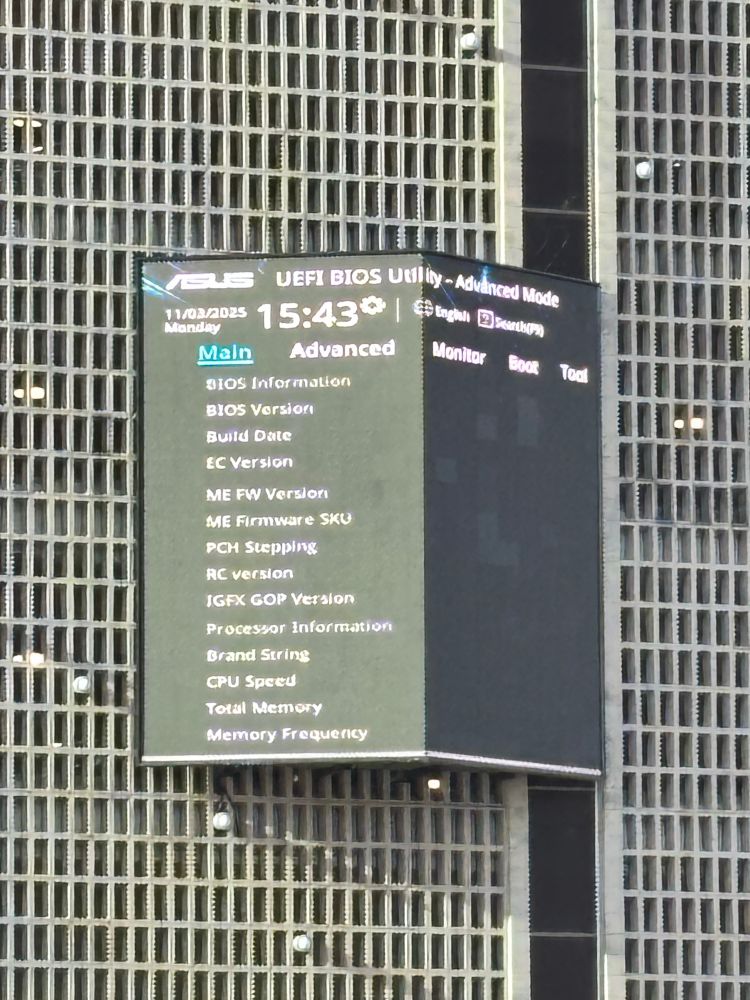 ASUS UEFI BIOS Utility - Advanced Mode
11/03/2025
Monday
15:43
English
Search(F9)
Main Advanced Monitor Boot Tool
BIOS Information
BIOS Version
Build Date
EC Version
ME FW Version
ME Firmware SKU
PCH Stepping
RC version
IGFX GOP Version
Processor Information
Brand String
CPU Speed
Total Memory
Memory Frequency